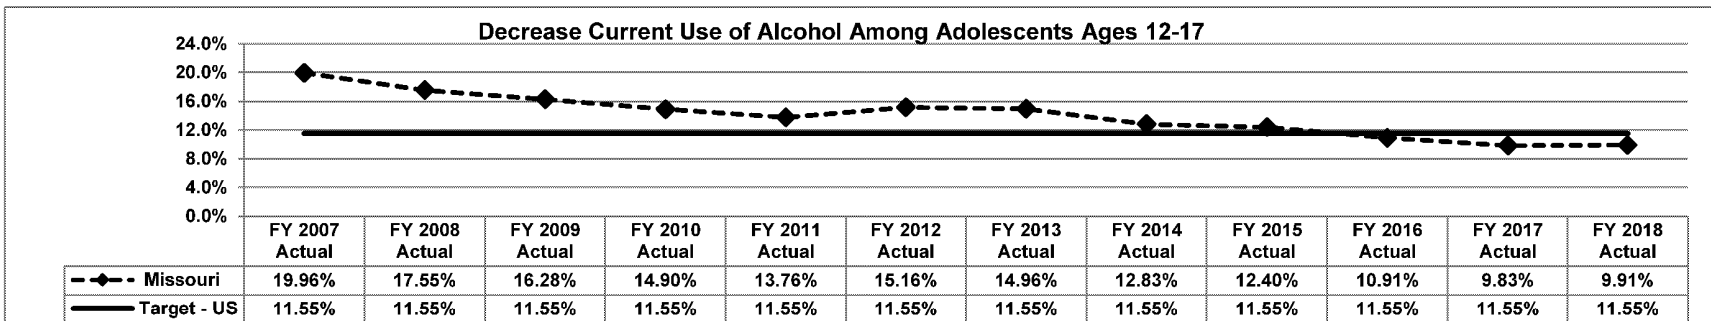 Decrease Current Use of Alcohol Among Adolescents Ages 12-17
24.0%
20.0%
16.0%
12.0%
8.0%
4.0%
0.0%
FY 2007 FY 2008 FY 2009 FY 2010 FY 2011 FY 2012 FY 2013 FY 2014 FY 2015 FY 2016 FY 2017 FY 2018
Actual Actual Actual Actual Actual Actual Actual Actual Actual Actual Actual Actual
Missouri 19.96% 17.55% 16.28% 14.90% 13.76% 15.16% 14.96% 12.83% 12.40% 10.91% 9.83% 9.91%
Target - US 11.55% 11.55% 11.55% 11.55% 11.55% 11.55% 11.55% 11.55% 11.55% 11.55% 11.55% 11.55%